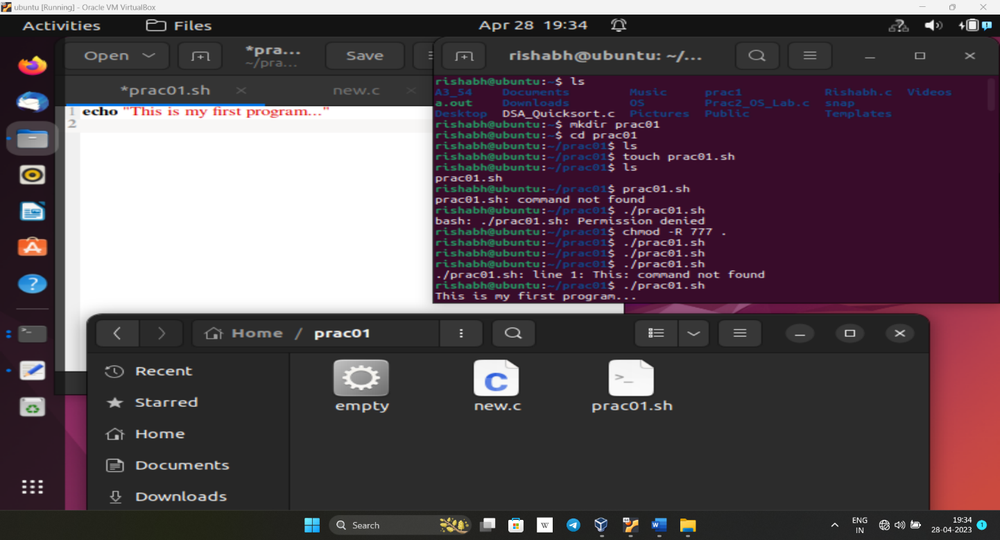 ubuntu [Running] - Oracle VM VirtualBox
Activities Files Apr 28 19:34
Open *pra... Save
~/pra...
*prac01.sh new.c
1 echo "This is my first program..."
2
rishabh@ubuntu: ~/...
rishabh@ubuntu:~$ ls
A3_54 Documents Music prac1 Rishabh.c Videos
a.out Downloads OS Prac2_OS_Lab.c snap
Desktop DSA_Quicksort.c Pictures Public Templates
rishabh@ubuntu:~$ mkdir prac01
rishabh@ubuntu:~$ cd prac01
rishabh@ubuntu:~/prac01$ ls
rishabh@ubuntu:~/prac01$ touch prac01.sh
rishabh@ubuntu:~/prac01$ ls
prac01.sh
rishabh@ubuntu:~/prac01$ prac01.sh
prac01.sh: command not found
rishabh@ubuntu:~/prac01$ ./prac01.sh
bash: ./prac01.sh: Permission denied
rishabh@ubuntu:~/prac01$ chmod -R 777 .
rishabh@ubuntu:~/prac01$ ./prac01.sh
rishabh@ubuntu:~/prac01$ ./prac01.sh
rishabh@ubuntu:~/prac01$ ./prac01.sh
./prac01.sh: line 1: This: command not found
rishabh@ubuntu:~/prac01$ ./prac01.sh
This is my first program...
Home / prac01
Recent
Starred
Home
Documents
Downloads
empty new.c prac01.sh
Search
ENG
IN
19:34
28-04-2023
1